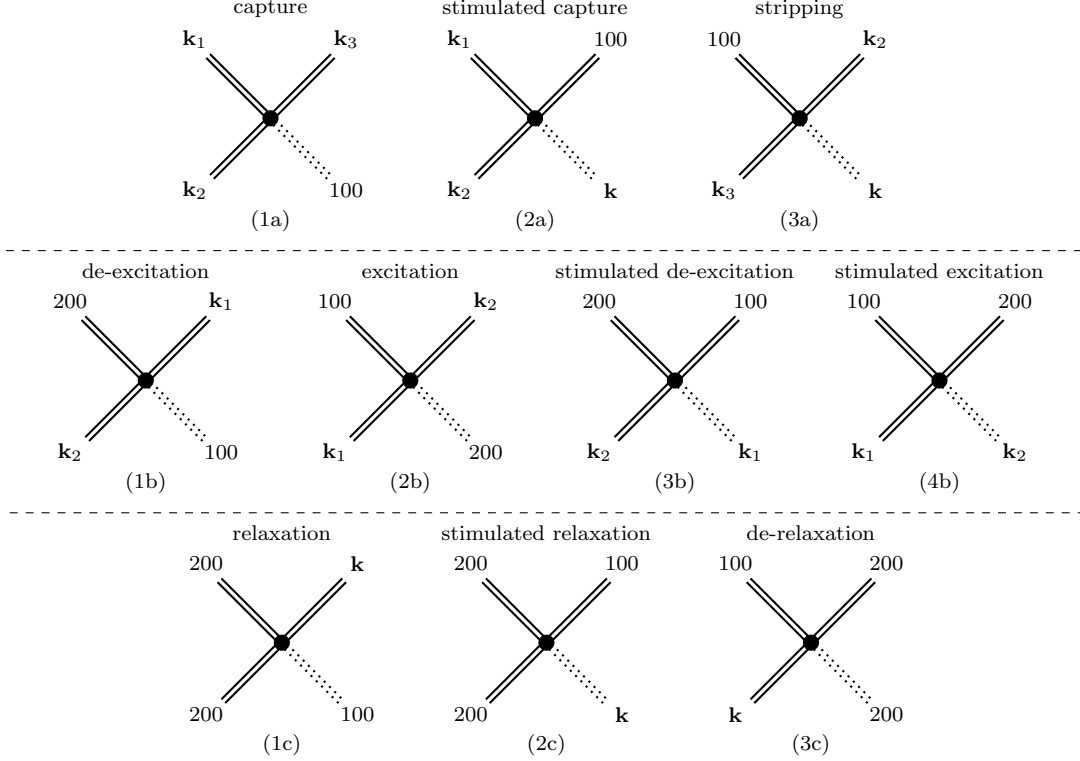 capture stimulated capture stripping
k₁ k₃ k₁ 100 100 k₂
k₂ 100 k₂ k k₃ k
(1a) (2a) (3a)
de-excitation excitation stimulated de-excitation stimulated excitation
200 k₁ 100 k₂ 200 100 100 200
k₂ 100 k₁ 200 k₂ k₁ k₁ k₂
(1b) (2b) (3b) (4b)
relaxation stimulated relaxation de-relaxation
200 k 200 100 100 200
200 100 200 k k 200
(1c) (2c) (3c)